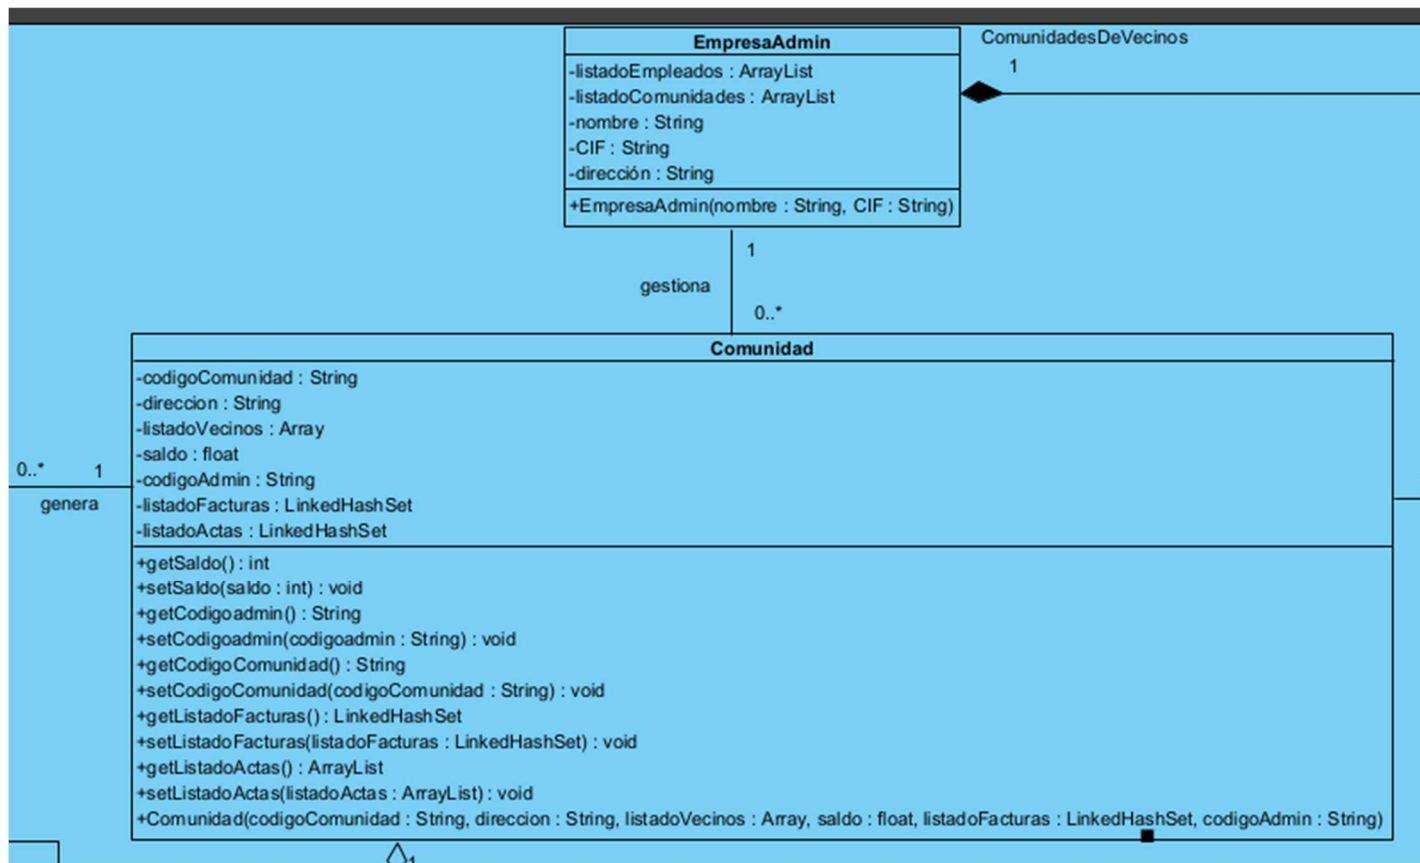 EmpresaAdmin
-listadoEmpleados : ArrayList
-listadoComunidades : ArrayList
-nombre : String
-CIF : String
-dirección : String
+EmpresaAdmin(nombre : String, CIF : String)
ComunidadesDeVecinos
1
1
gestiona
0..*
Comunidad
-codigoComunidad : String
-direccion : String
-listadoVecinos : Array
-saldo : float
-codigoAdmin : String
-listadoFacturas : LinkedHashSet
-listadoActas : LinkedHashSet
0..* 1
genera
+getSaldo() : int
+setSaldo(saldo : int) : void
+getCodigoadmin() : String
+setCodigoadmin(codigoadmin : String) : void
+getCodigoComunidad() : String
+setCodigoComunidad(codigoComunidad : String) : void
+getListadoFacturas() : LinkedHashSet
+setListadoFacturas(listadoFacturas : LinkedHashSet) : void
+getListadoActas() : ArrayList
+setListadoActas(listadoActas : ArrayList) : void
+Comunidad(codigoComunidad : String, direccion : String, listadoVecinos : Array, saldo : float, listadoFacturas : LinkedHashSet, codigoAdmin : String)
1